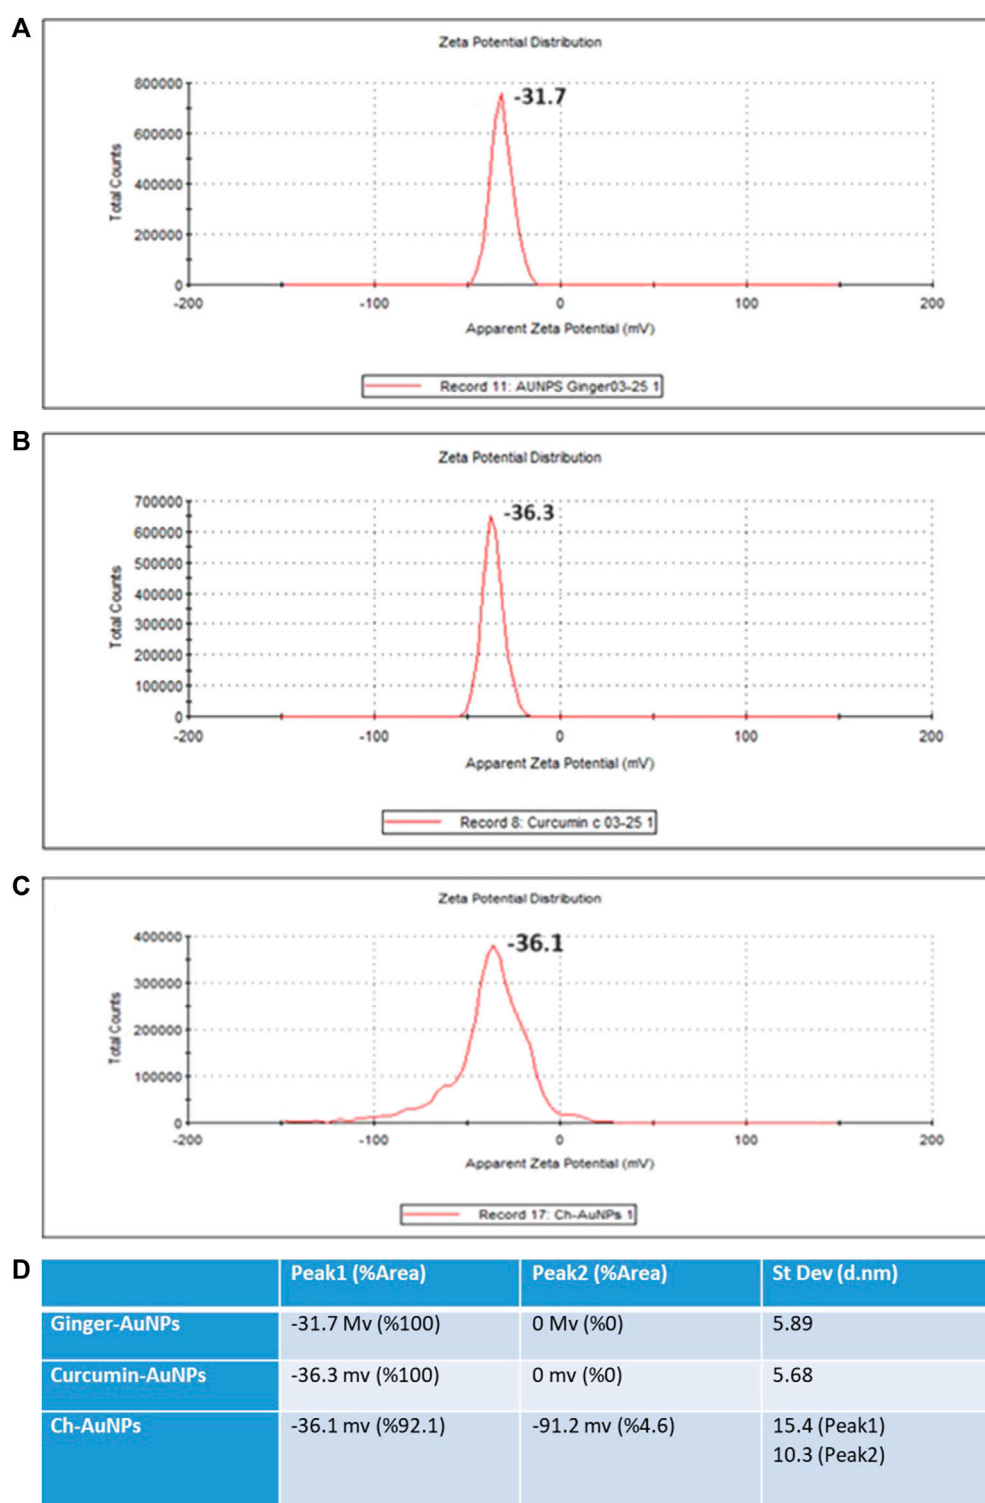 A
Zeta Potential Distribution
800000
600000
400000
200000
0
Total Counts
-31.7
-200
-100
0
100
200
Apparent Zeta Potential (mV)
Record 11: AUNPS Ginger03-25 1
B
Zeta Potential Distribution
700000
600000
500000
400000
300000
200000
100000
0
Total Counts
-36.3
-200
-100
0
100
200
Apparent Zeta Potential (mV)
Record 8: Curcumin c 03-25 1
C
Zeta Potential Distribution
400000
300000
200000
100000
0
Total Counts
-36.1
-200
-100
0
100
200
Apparent Zeta Potential (mV)
Record 17: Ch-AuNPs 1
D
Peak1 (%Area) Peak2 (%Area) St Dev (d.nm)
Ginger-AuNPs -31.7 Mv (%100) 0 Mv (%0) 5.89
Curcumin-AuNPs -36.3 mv (%100) 0 mv (%0) 5.68
Ch-AuNPs -36.1 mv (%92.1) -91.2 mv (%4.6) 15.4 (Peak1)
10.3 (Peak2)